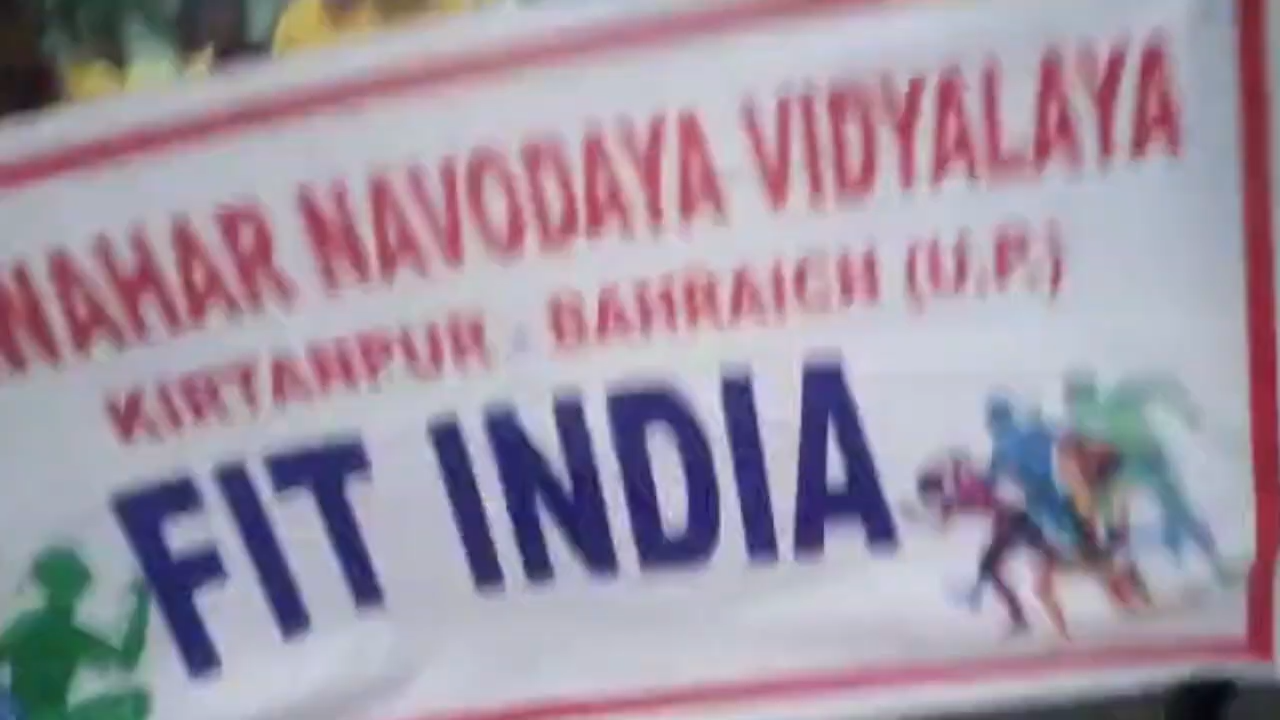 NAHAR NAVODAYA VIDYALAYA
KIRTANPUR - BAHRAICH (U.P.)
FIT INDIA